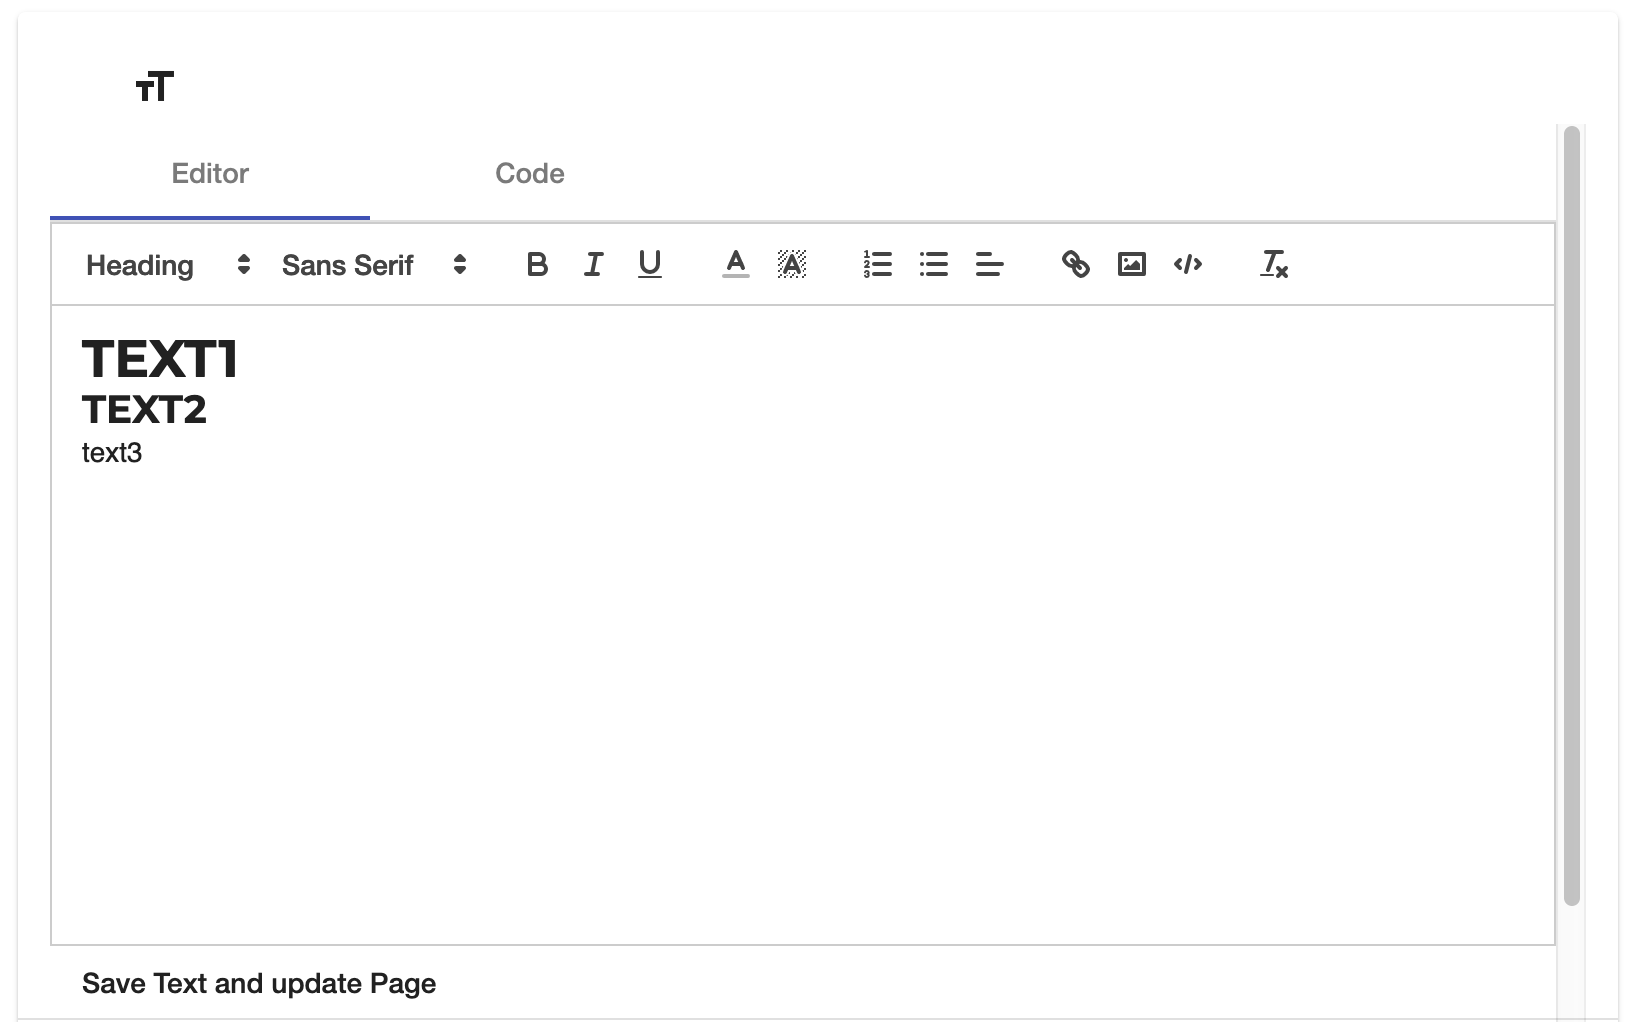 Editor Code
Heading Sans Serif
TEXT1
TEXT2
text3
Save Text and update Page